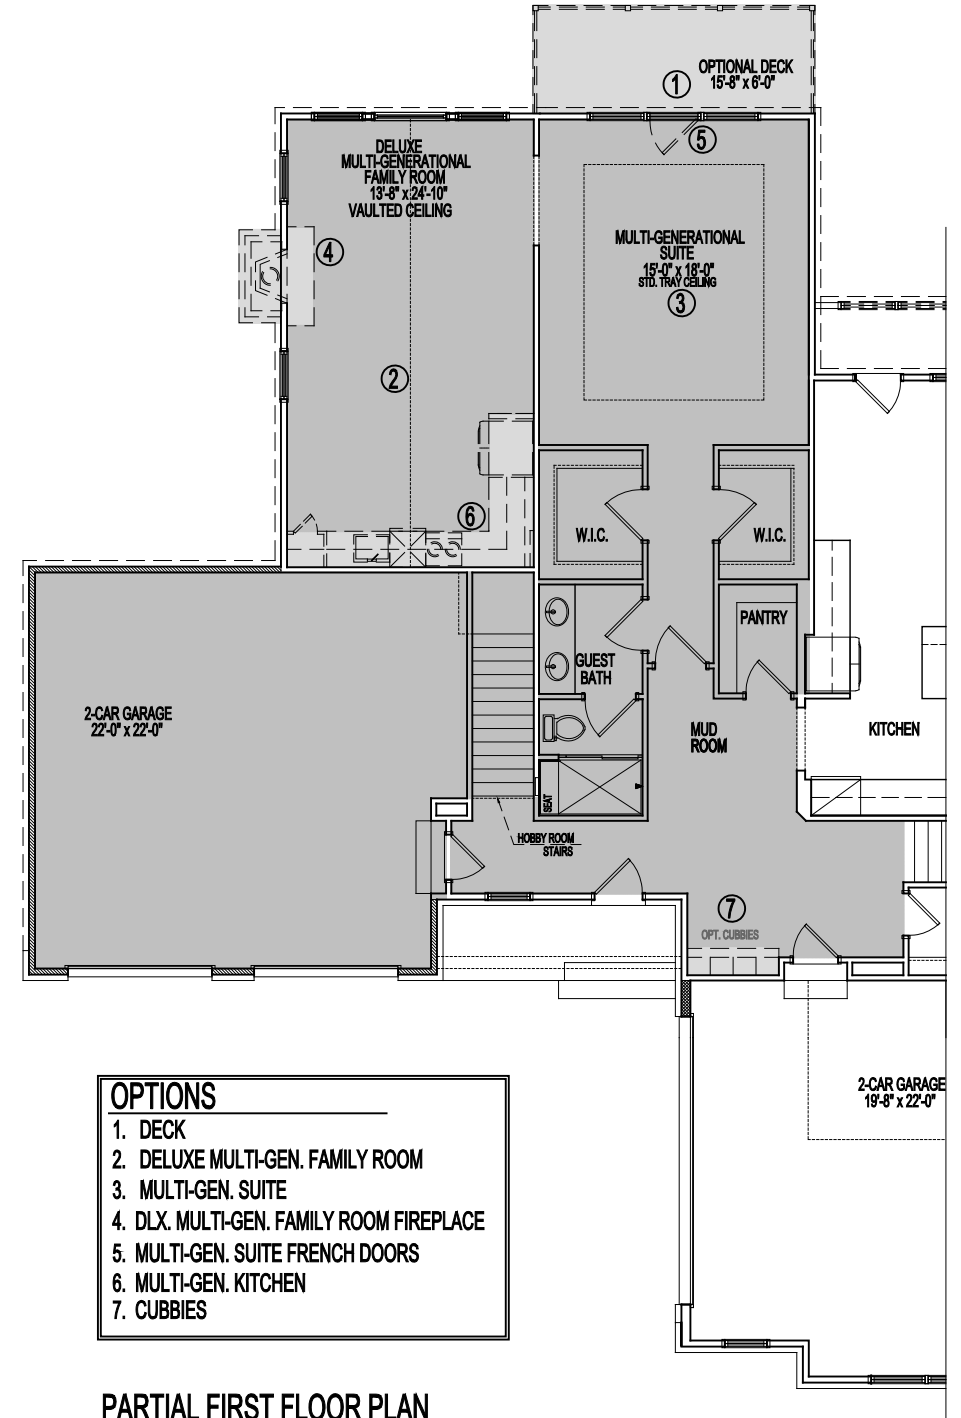 OPTIONAL DECK
15'-8" x 6'-0"
1
5
DELUXE
MULTI-GENERATIONAL
FAMILY ROOM
13'-8" x 24'-10"
VAULTED CEILING
4
MULTI-GENERATIONAL
SUITE
15'-0" x 18'-0"
STD. TRAY CEILING
3
2
6
W.I.C.
W.I.C.
PANTRY
GUEST
BATH
2-CAR GARAGE
22'-0" x 22'-0"
MUD
ROOM
KITCHEN
SEAT
HOBBY ROOM
STAIRS
7
OPT. CUBBIES
2-CAR GARAGE
19'-8" x 22'-0"
OPTIONS
1. DECK
2. DELUXE MULTI-GEN. FAMILY ROOM
3. MULTI-GEN. SUITE
4. DLX. MULTI-GEN. FAMILY ROOM FIREPLACE
5. MULTI-GEN. SUITE FRENCH DOORS
6. MULTI-GEN. KITCHEN
7. CUBBIES
PARTIAL FIRST FLOOR PLAN